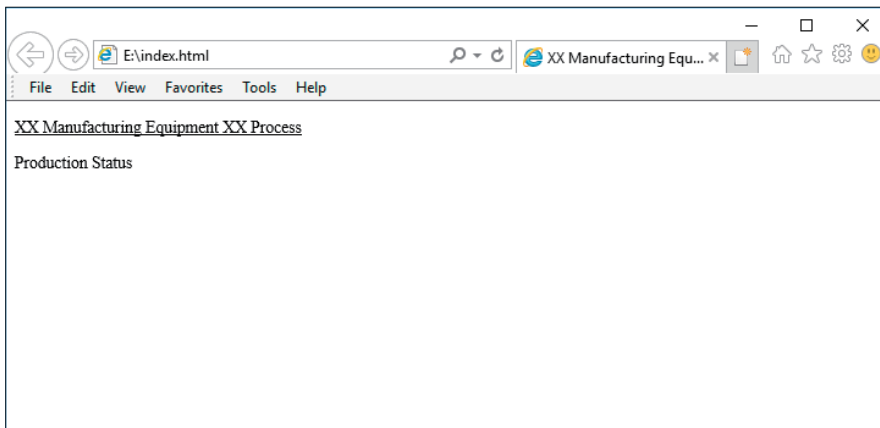 E:\index.html
XX Manufacturing Equ...
File Edit View Favorites Tools Help
XX Manufacturing Equipment XX Process
Production Status